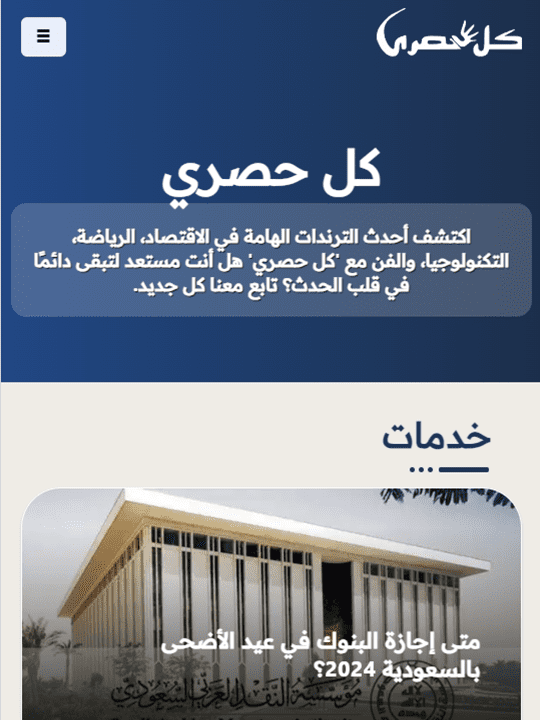 كل حصري
كل حصري
اكتشف أحدث الترندات الهامة في الاقتصاد، الرياضة،
التكنولوجيا، والفن مع 'كل حصري' هل أنت مستعد لتبقى دائمًا
في قلب الحدث؟ تابع معنا كل جديد.
خدمات
متى إجازة البنوك في عيد الأضحى
بالسعودية 2024؟
مؤسسة النقد العربي السعودي